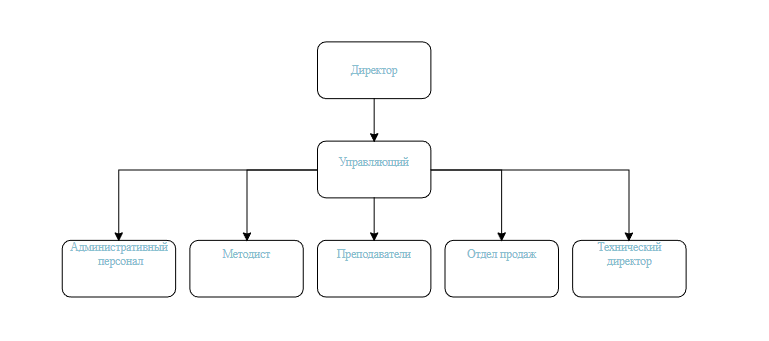 Директор
Управляющий
Административный
персонал
Методист
Преподаватели
Отдел продаж
Технический
директор